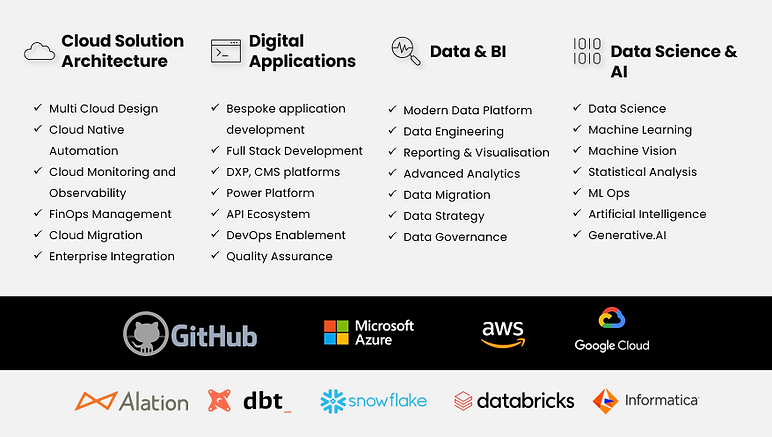 Cloud Solution
Architecture
Multi Cloud Design
Cloud Native
Automation
Cloud Monitoring and
Observability
FinOps Management
Cloud Migration
Enterprise Integration
Digital
Applications
Bespoke application
development
Full Stack Development
DXP, CMS platforms
Power Platform
API Ecosystem
DevOps Enablement
Quality Assurance
Data & BI
Modern Data Platform
Data Engineering
Reporting & Visualisation
Advanced Analytics
Data Migration
Data Strategy
Data Governance
1010
1010
Data Science &
AI
Data Science
Machine Learning
Machine Vision
Statistical Analysis
ML Ops
Artificial Intelligence
Generative.AI
GitHub
Microsoft
Azure
aws
Google Cloud
Alation
dbt_
snowflake
databricks
Informatica